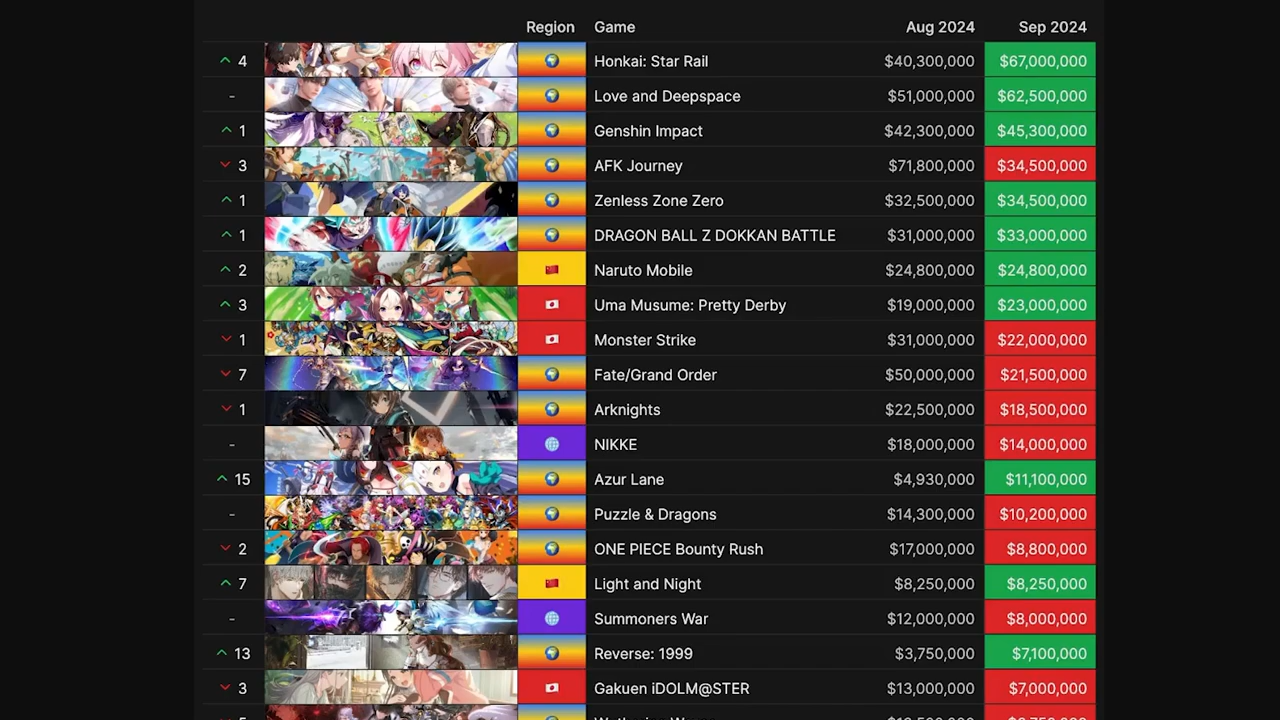 Region Game Aug 2024 Sep 2024
4 Honkai: Star Rail $40,300,000 $67,000,000
- Love and Deepspace $51,000,000 $62,500,000
1 Genshin Impact $42,300,000 $45,300,000
3 AFK Journey $71,800,000 $34,500,000
1 Zenless Zone Zero $32,500,000 $34,500,000
1 DRAGON BALL Z DOKKAN BATTLE $31,000,000 $33,000,000
2 Naruto Mobile $24,800,000 $24,800,000
3 Uma Musume: Pretty Derby $19,000,000 $23,000,000
1 Monster Strike $31,000,000 $22,000,000
7 Fate/Grand Order $50,000,000 $21,500,000
1 Arknights $22,500,000 $18,500,000
- NIKKE $18,000,000 $14,000,000
15 Azur Lane $4,930,000 $11,100,000
- Puzzle & Dragons $14,300,000 $10,200,000
2 ONE PIECE Bounty Rush $17,000,000 $8,800,000
7 Light and Night $8,250,000 $8,250,000
- Summoners War $12,000,000 $8,000,000
13 Reverse: 1999 $3,750,000 $7,100,000
3 Gakuen iDOLM@STER $13,000,000 $7,000,000